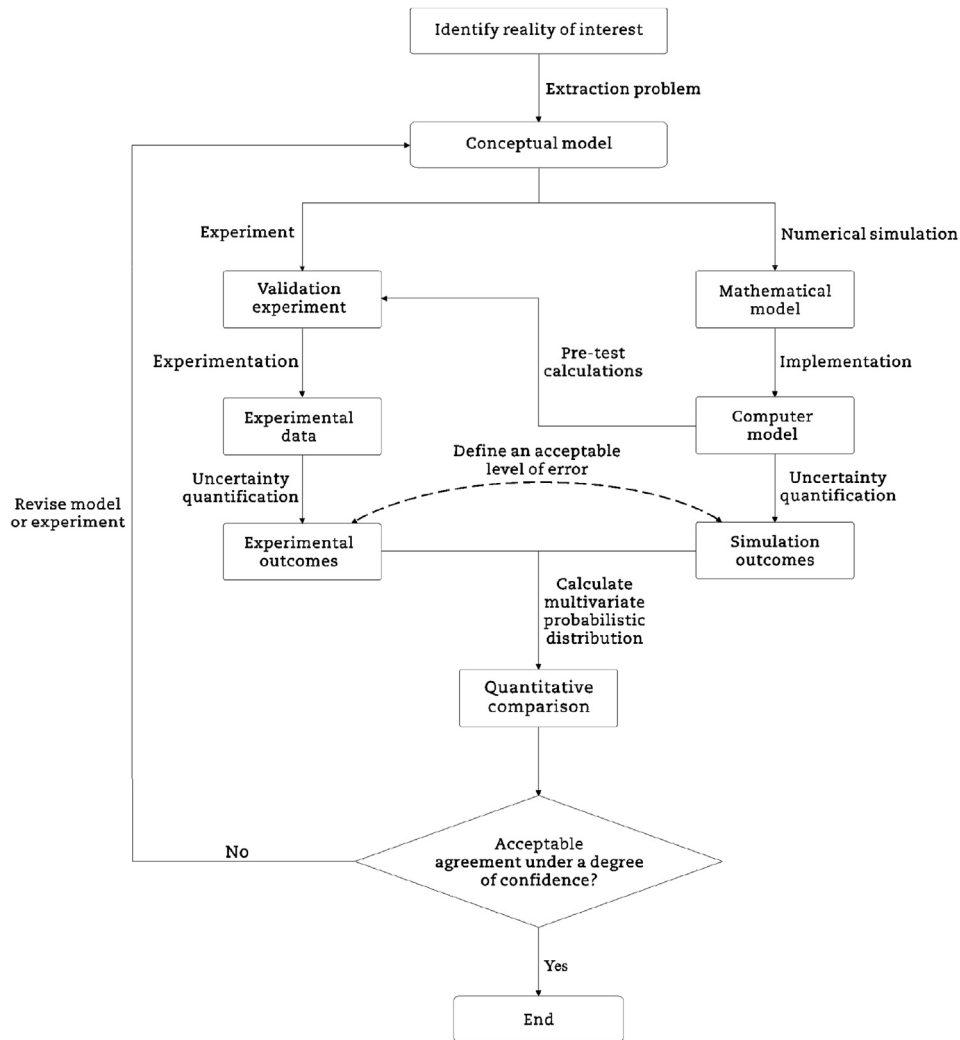 Identify reality of interest
Extraction problem
Conceptual model
Experiment
Numerical simulation
Validation
experiment
Mathematical
model
Experimentation
Pre-test
calculations
Implementation
Experimental
data
Computer
model
Define an acceptable
level of error
Uncertainty
quantification
Uncertainty
quantification
Revise model
or experiment
Experimental
outcomes
Simulation
outcomes
Calculate
multivariate
probabilistic
distribution
Quantitative
comparison
Acceptable
agreement under a degree
of confidence?
No
Yes
End